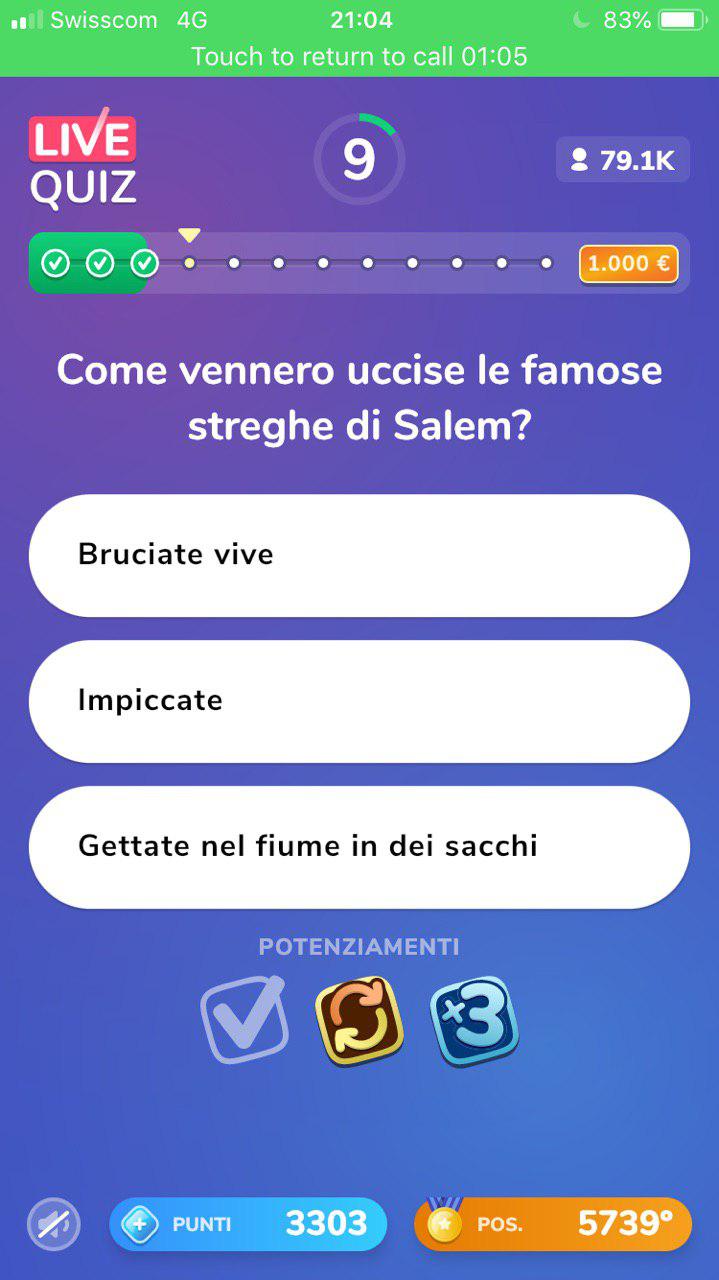 Swisscom 4G 21:04 83%
Touch to return to call 01:05
LIVE
QUIZ
9
79.1K
1.000 €
Come vennero uccise le famose
streghe di Salem?
Bruciate vive
Impiccate
Gettate nel fiume in dei sacchi
POTENZIAMENTI
×3
PUNTI 3303
POS. 5739°